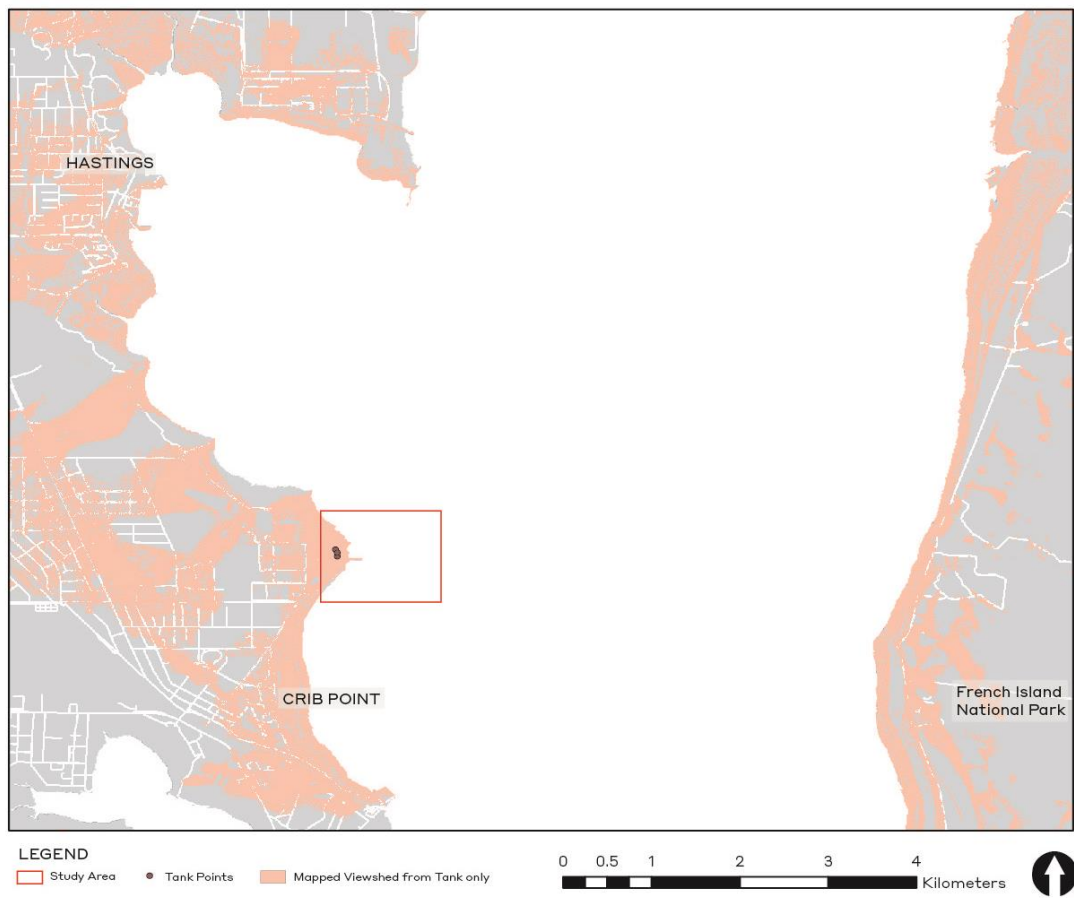 HASTINGS
CRIB POINT
French Island
National Park
LEGEND
Study Area
Tank Points
Mapped Viewshed from Tank only
0 0.5 1 2 3 4
Kilometers